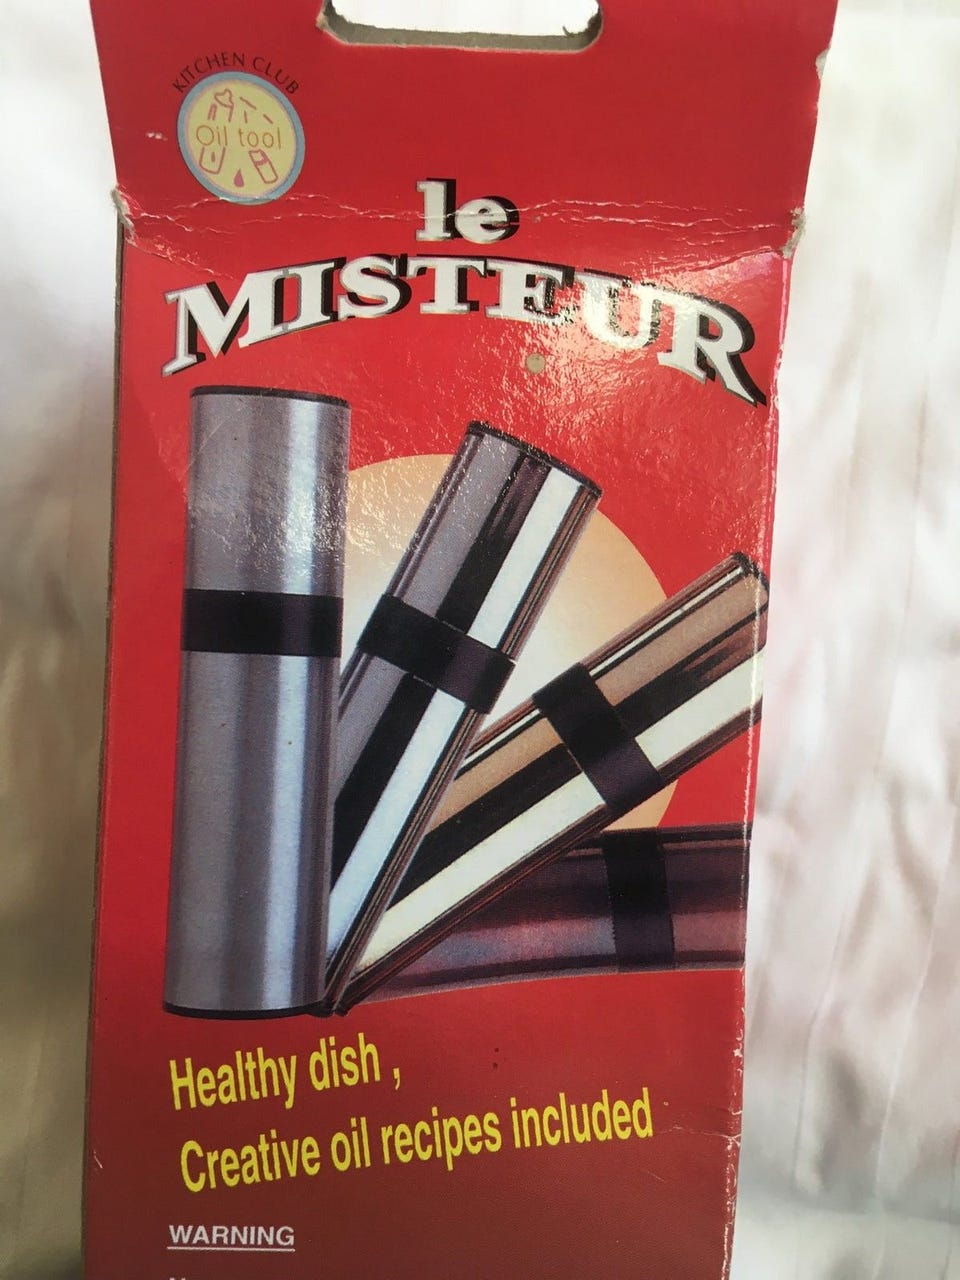 KITCHEN CLUB
Oil tool
le
MISTEUR
Healthy dish ,
Creative oil recipes included
WARNING